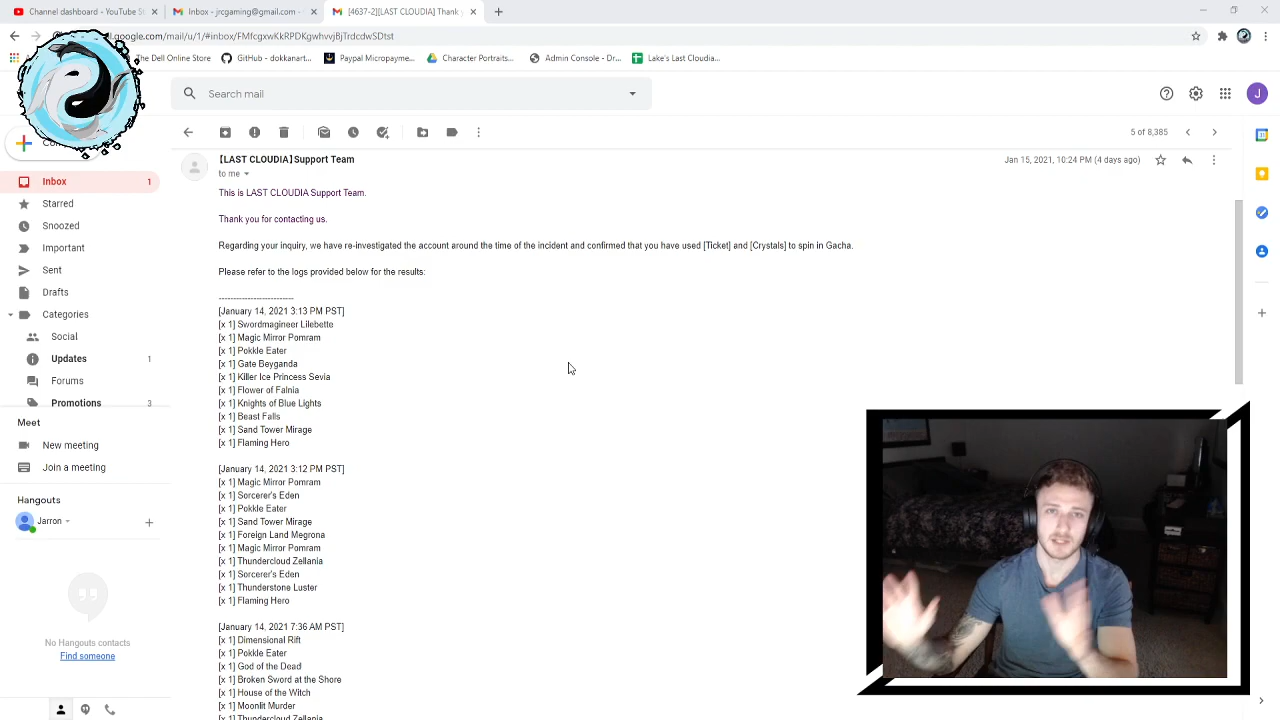 Channel dashboard - YouTube St
Inbox - jrcgaming@gmail.com -
[4637-2][LAST CLOUDIA] Thank y
.google.com/mail/u/1/#inbox/FMfcgxwKkRPDKgwhvvjBjTrdcdwSDtst
The Dell Online Store
GitHub - dokkanart...
Paypal Micropayme...
Character Portraits...
Admin Console - Dr...
Lake's Last Cloudia...
Search mail
J
5 of 8,385
Inbox 1
Starred
Snoozed
Important
Sent
Drafts
Categories
Social
Updates 1
Forums
Promotions 3
Meet
New meeting
Join a meeting
Hangouts
Jarron
No Hangouts contacts
Find someone
【LAST CLOUDIA】Support Team
Jan 15, 2021, 10:24 PM (4 days ago)
to me
This is LAST CLOUDIA Support Team.
Thank you for contacting us.
Regarding your inquiry, we have re-investigated the account around the time of the incident and confirmed that you have used [Ticket] and [Crystals] to spin in Gacha.
Please refer to the logs provided below for the results:
-------------------------
[January 14, 2021 3:13 PM PST]
[x 1] Swordmagineer Lilebette
[x 1] Magic Mirror Pomram
[x 1] Pokkle Eater
[x 1] Gate Beyganda
[x 1] Killer Ice Princess Sevia
[x 1] Flower of Falnia
[x 1] Knights of Blue Lights
[x 1] Beast Falls
[x 1] Sand Tower Mirage
[x 1] Flaming Hero
[January 14, 2021 3:12 PM PST]
[x 1] Magic Mirror Pomram
[x 1] Sorcerer's Eden
[x 1] Pokkle Eater
[x 1] Sand Tower Mirage
[x 1] Foreign Land Megrona
[x 1] Magic Mirror Pomram
[x 1] Thundercloud Zellania
[x 1] Sorcerer's Eden
[x 1] Thunderstone Luster
[x 1] Flaming Hero
[January 14, 2021 7:36 AM PST]
[x 1] Dimensional Rift
[x 1] Pokkle Eater
[x 1] God of the Dead
[x 1] Broken Sword at the Shore
[x 1] House of the Witch
[x 1] Moonlit Murder
[x 1] Thundercloud Zellania